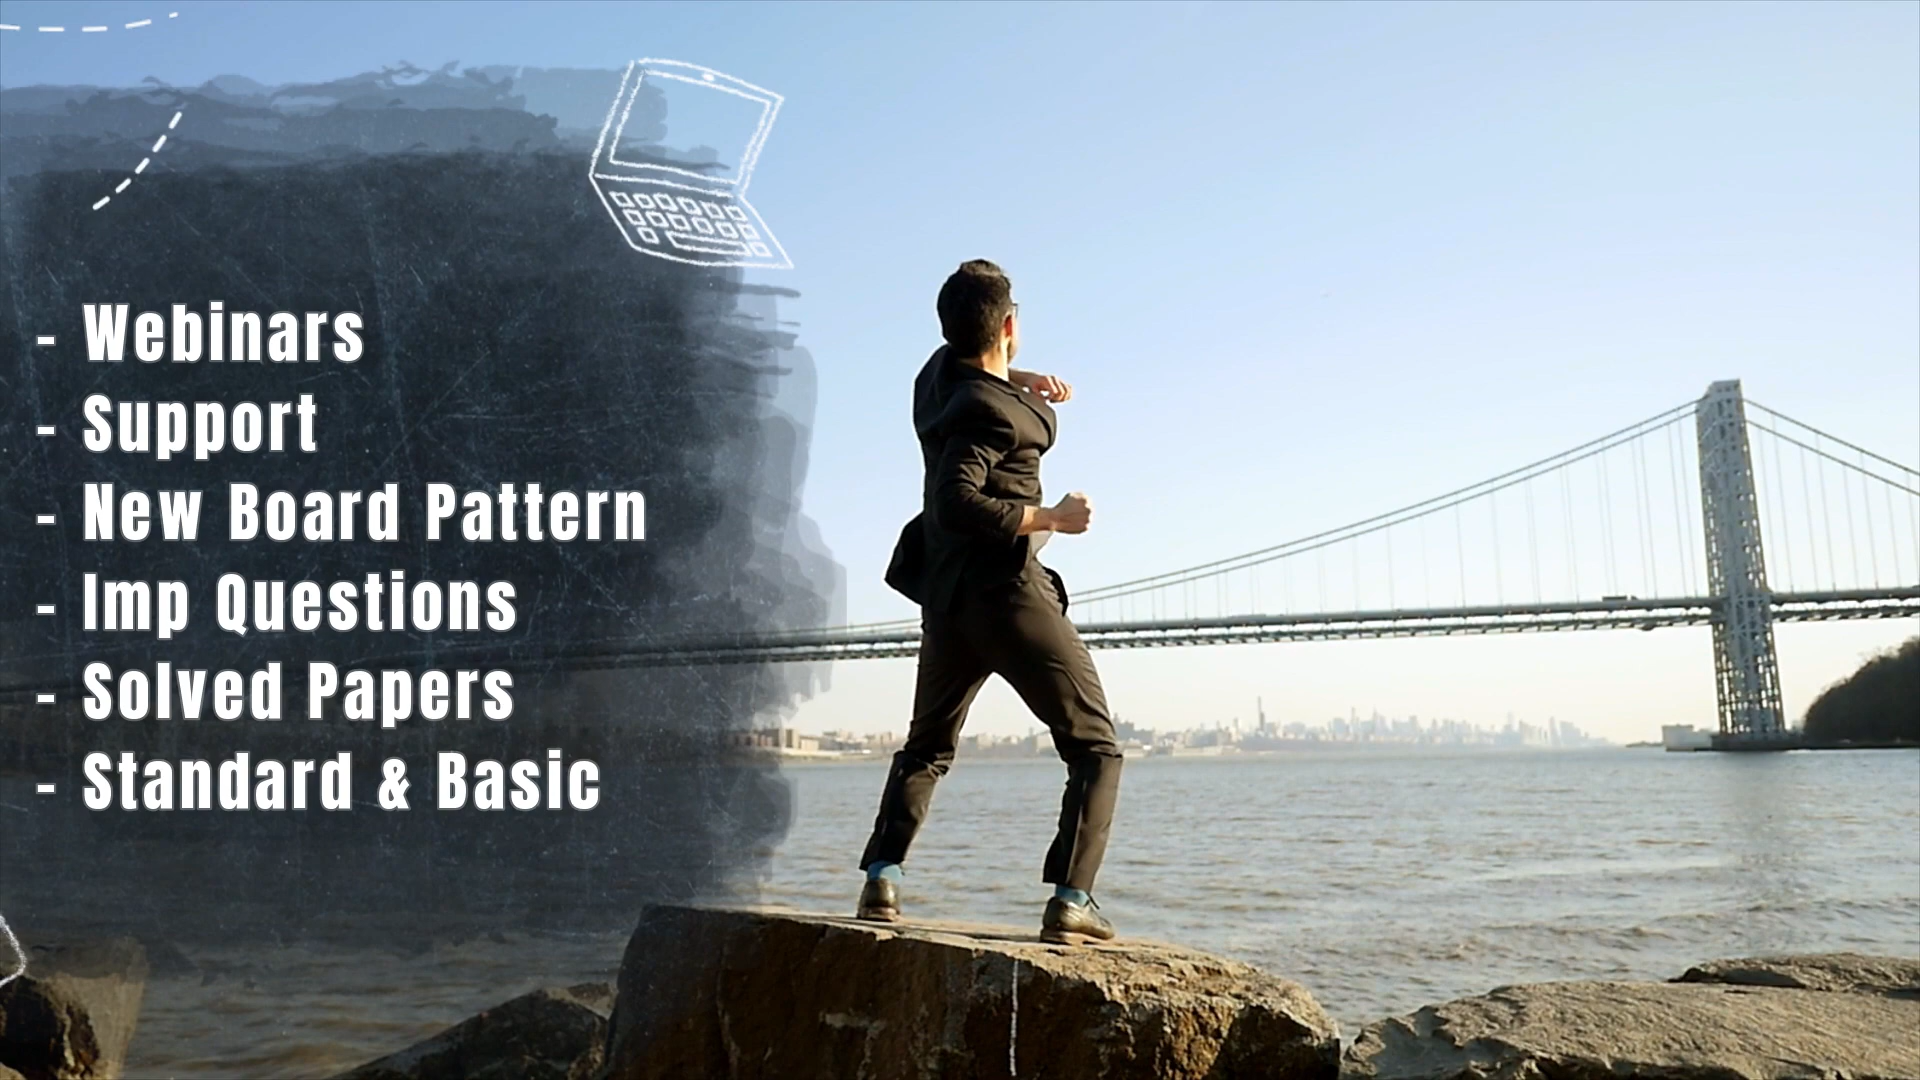 - Webinars
- Support
- New Board Pattern
- Imp Questions
- Solved Papers
- Standard & Basic